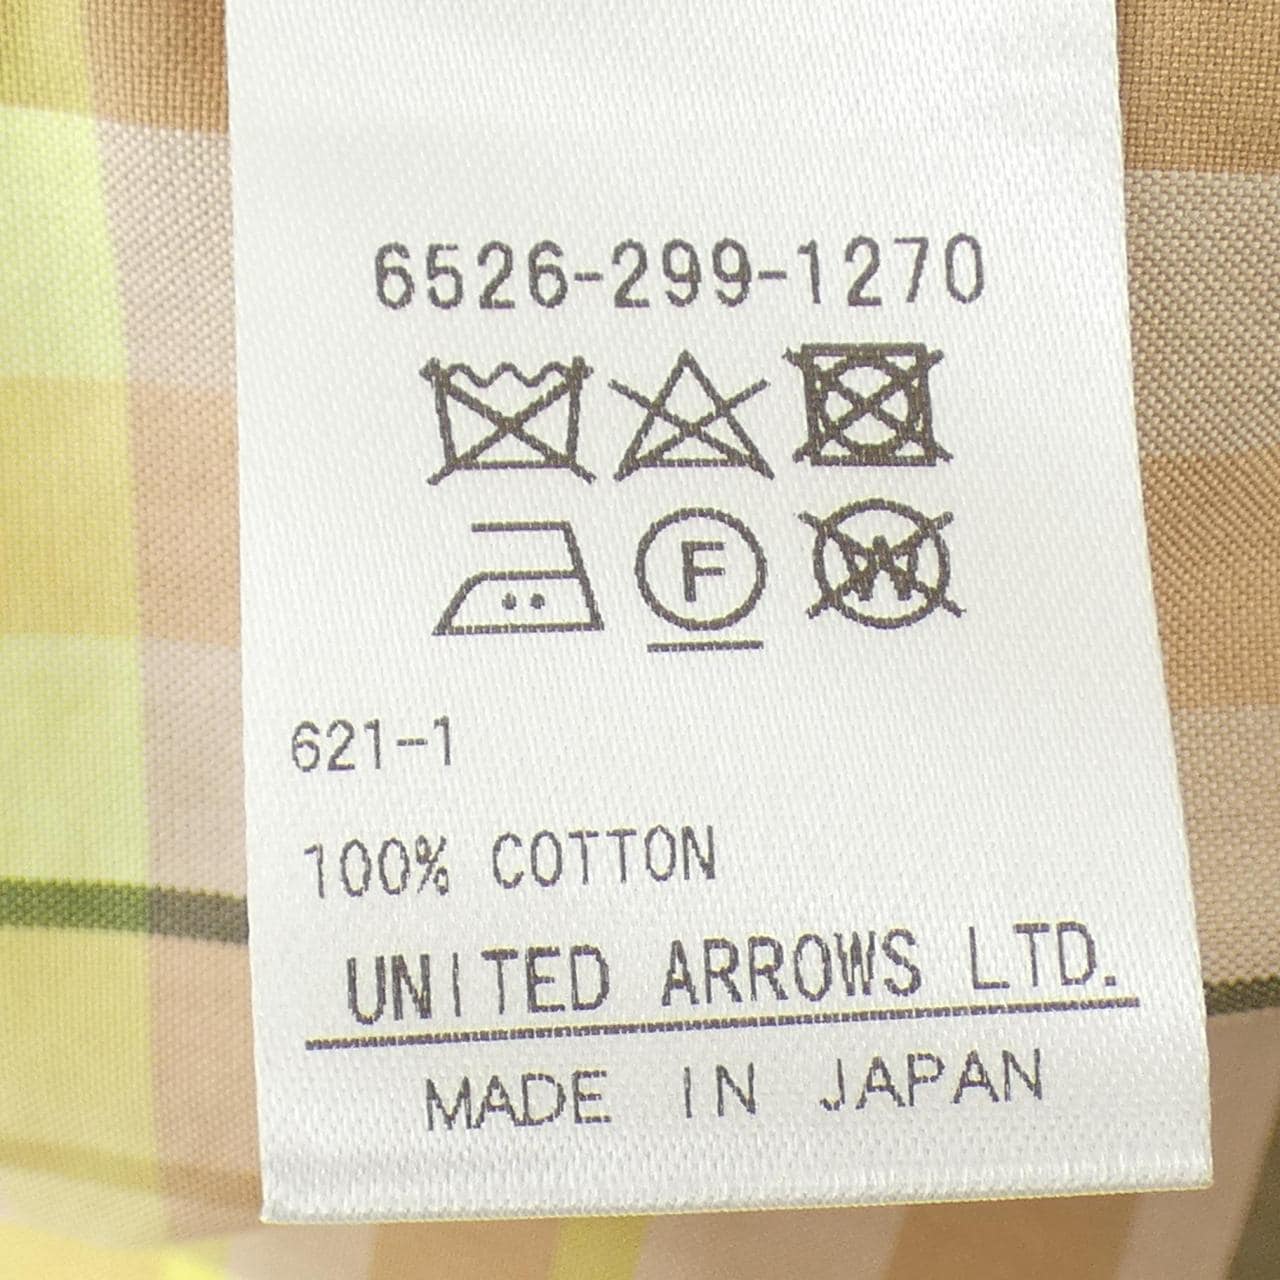 6526-299-1270
F
W
621-1
100% COTTON
UNITED ARROWS LTD.
MADE IN JAPAN